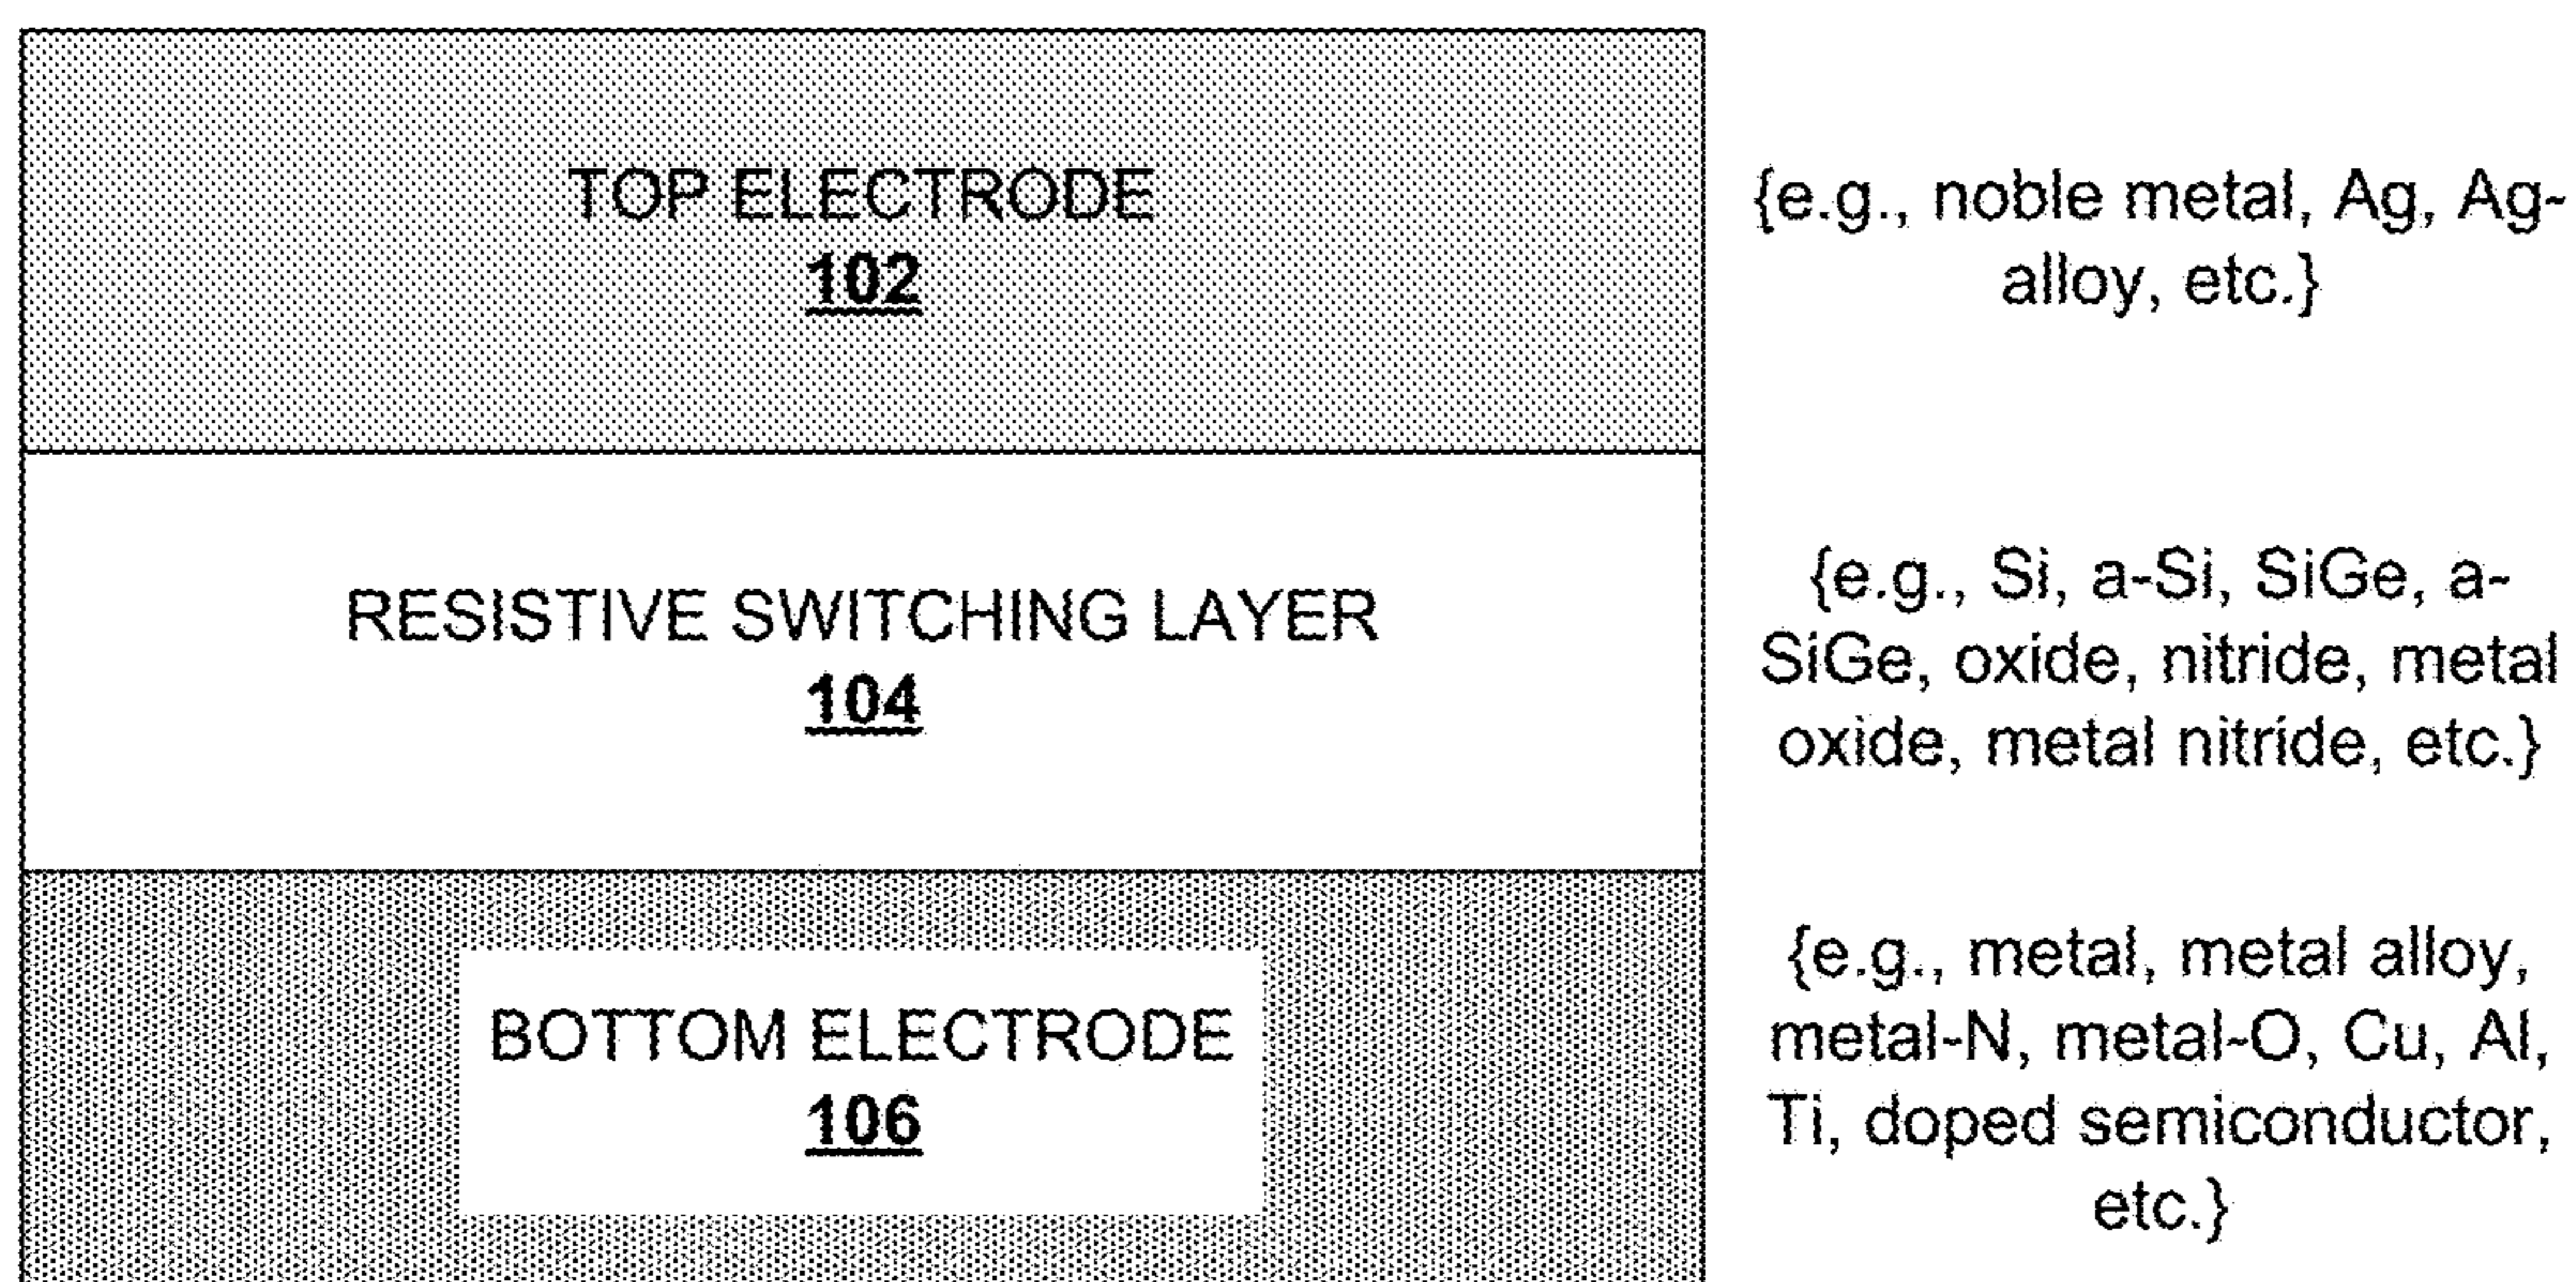 TOP ELECTRODE
102
{e.g., noble metal, Ag, Ag-
alloy, etc.}
RESISTIVE SWITCHING LAYER
104
{e.g., Si, a-Si, SiGe, a-
SiGe, oxide, nitride, metal
oxide, metal nitride, etc.}
BOTTOM ELECTRODE
106
{e.g., metal, metal alloy,
metal-N, metal-O, Cu, Al,
Ti, doped semiconductor,
etc.}